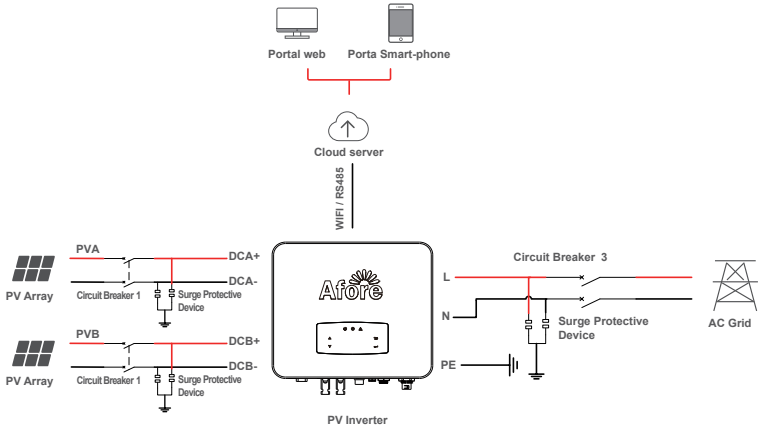 Portal web
Porta Smart-phone
Cloud server
WIFI / RS485
PVA
DCA+
DCA-
PV Array
Circuit Breaker 1
Surge Protective
Device
PVB
DCB+
DCB-
PV Array
Circuit Breaker 1
Surge Protective
Device
Afore
PV Inverter
Circuit Breaker 3
L
N
Surge Protective
Device
PE
AC Grid